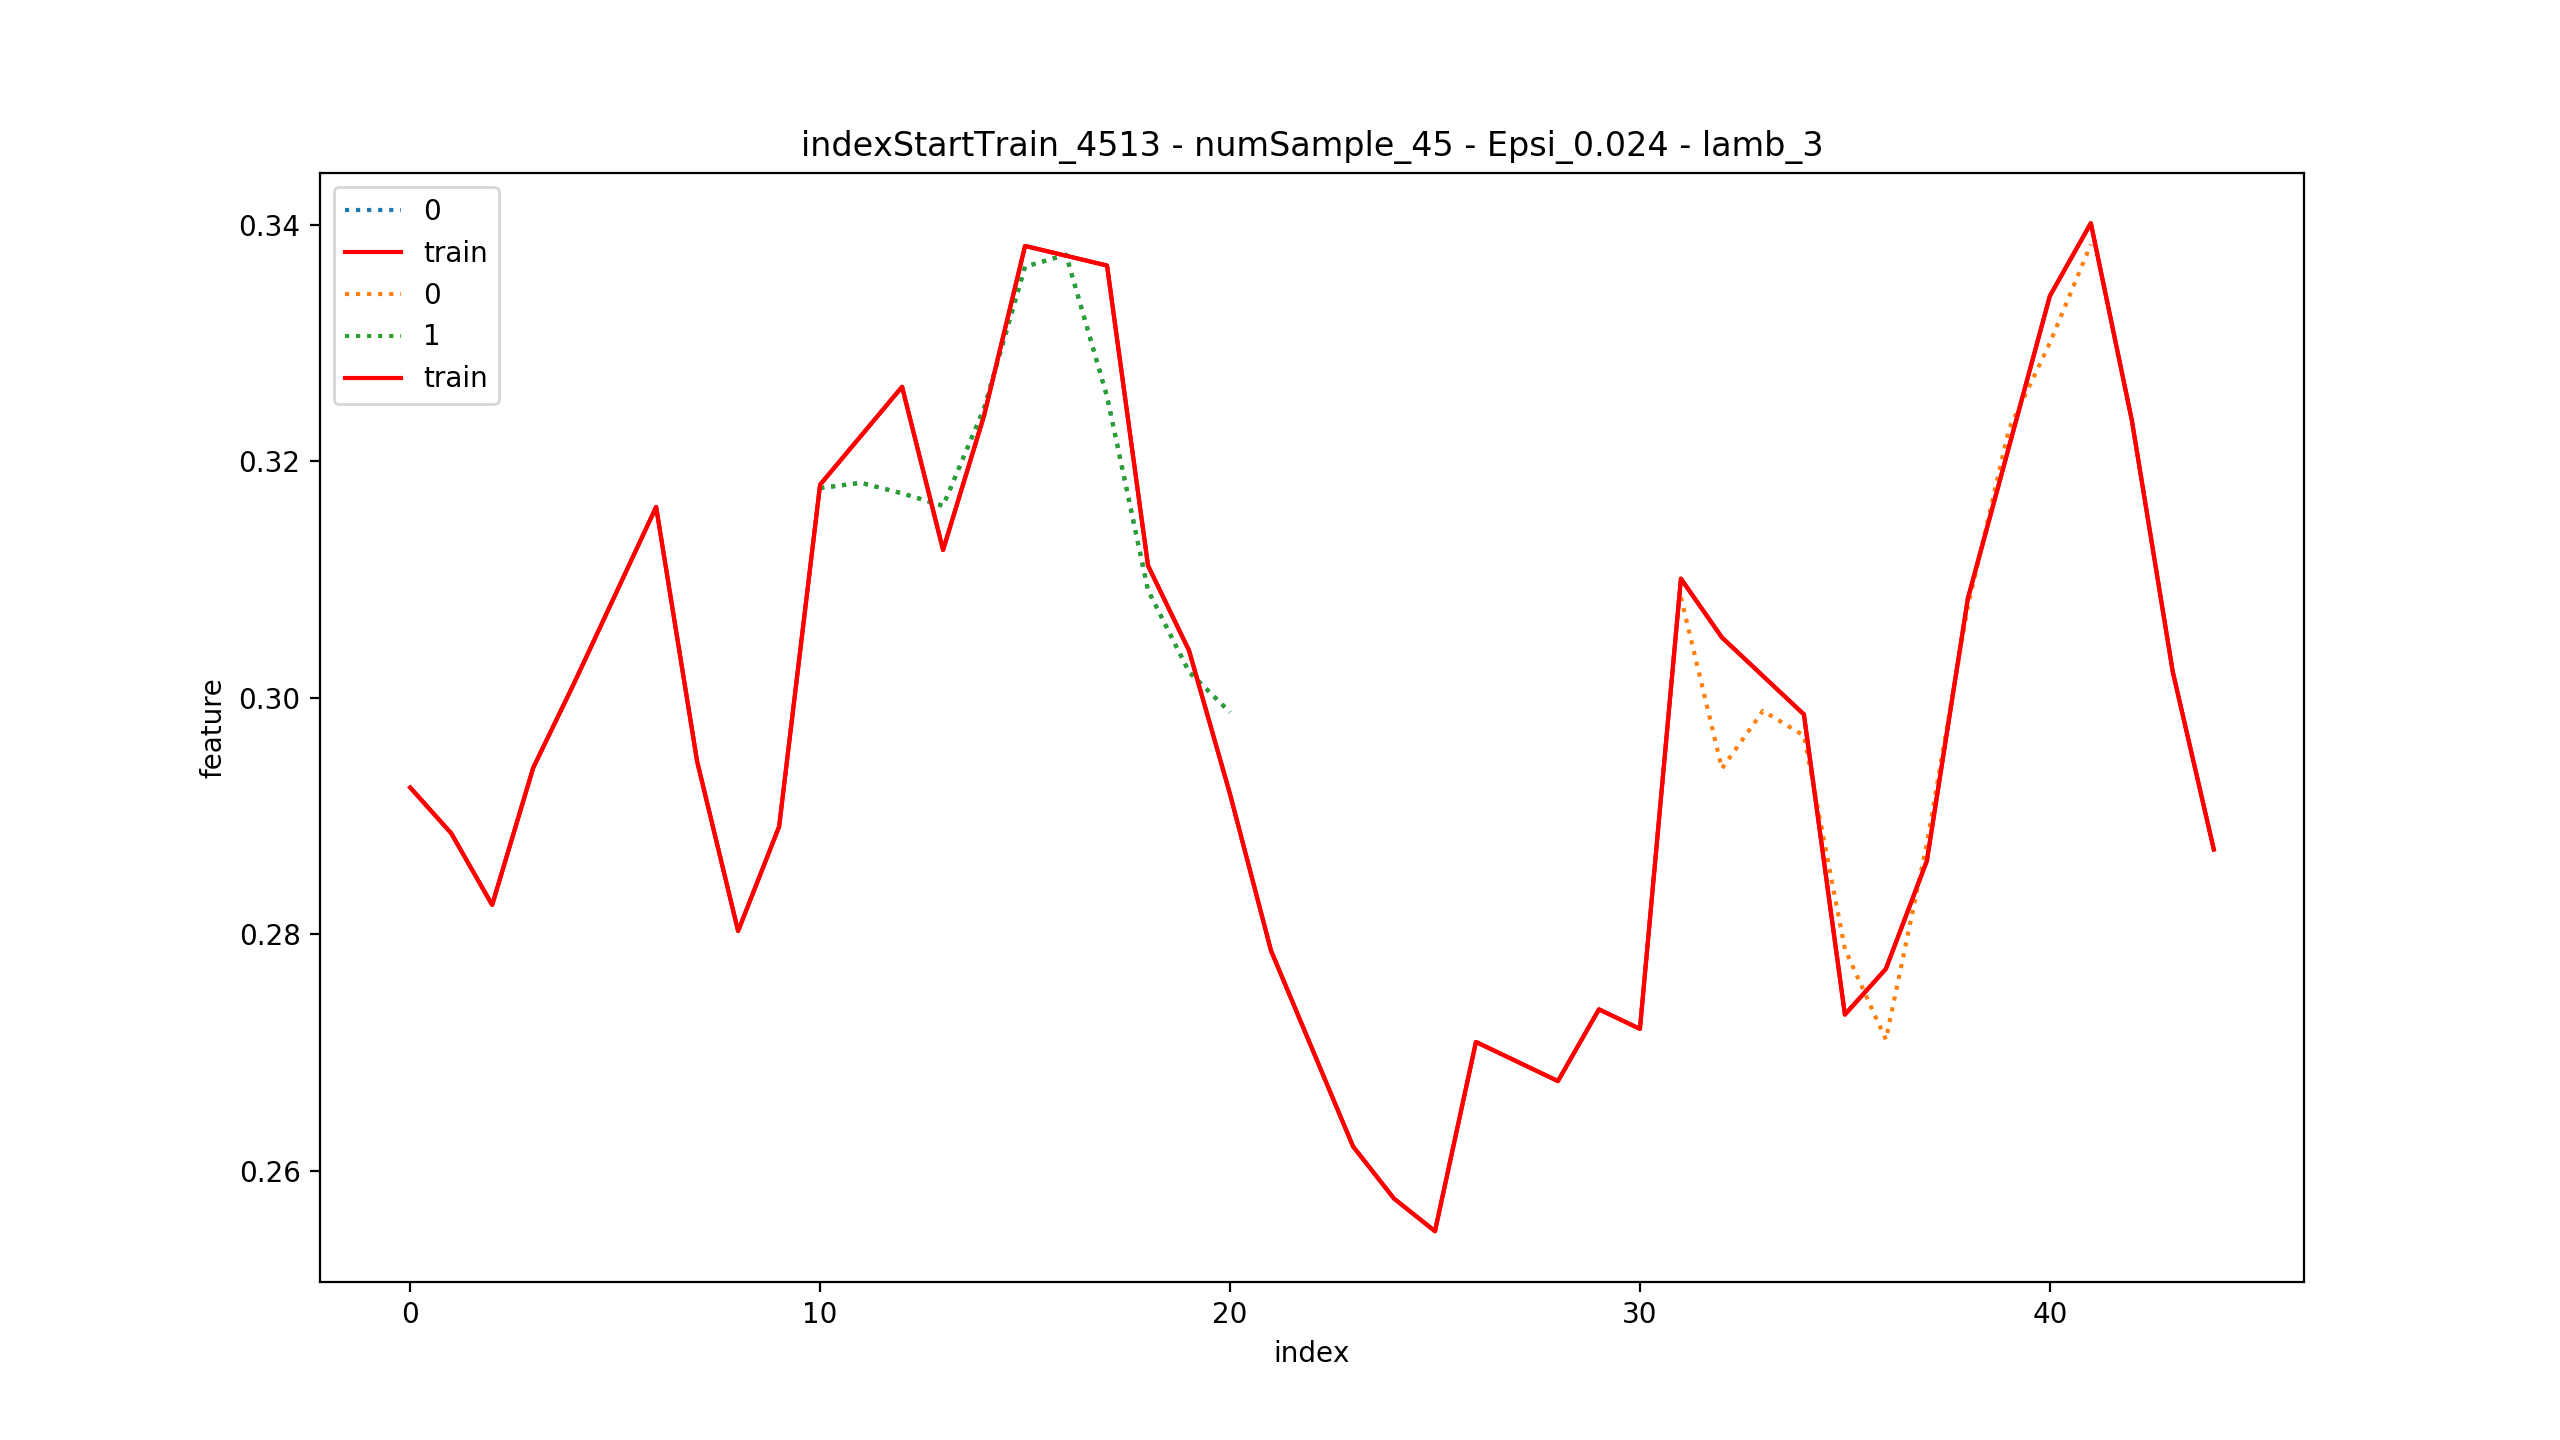 indexStartTrain_4513 - numSample_45 - Epsi_0.024 - lamb_3
0
train
0
1
train
0.34
0.32
0.30
0.28
0.26
feature
0 10 20 30 40
index